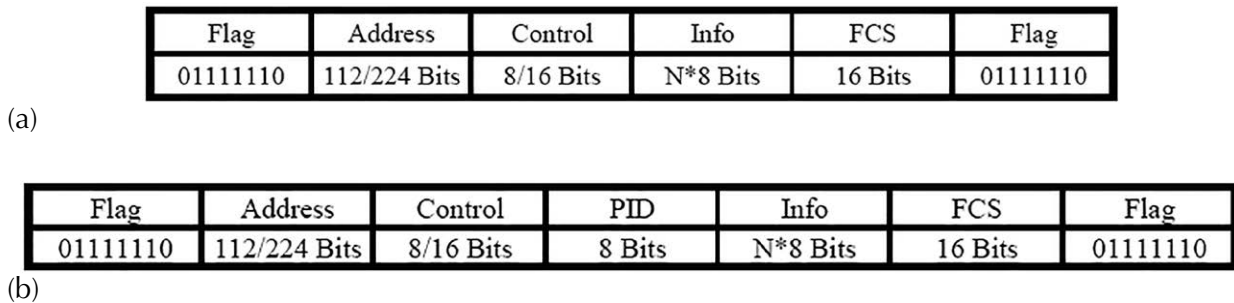 Flag Address Control Info FCS Flag
01111110 112/224 Bits 8/16 Bits N*8 Bits 16 Bits 01111110
(a)
Flag Address Control PID Info FCS Flag
01111110 112/224 Bits 8/16 Bits 8 Bits N*8 Bits 16 Bits 01111110
(b)